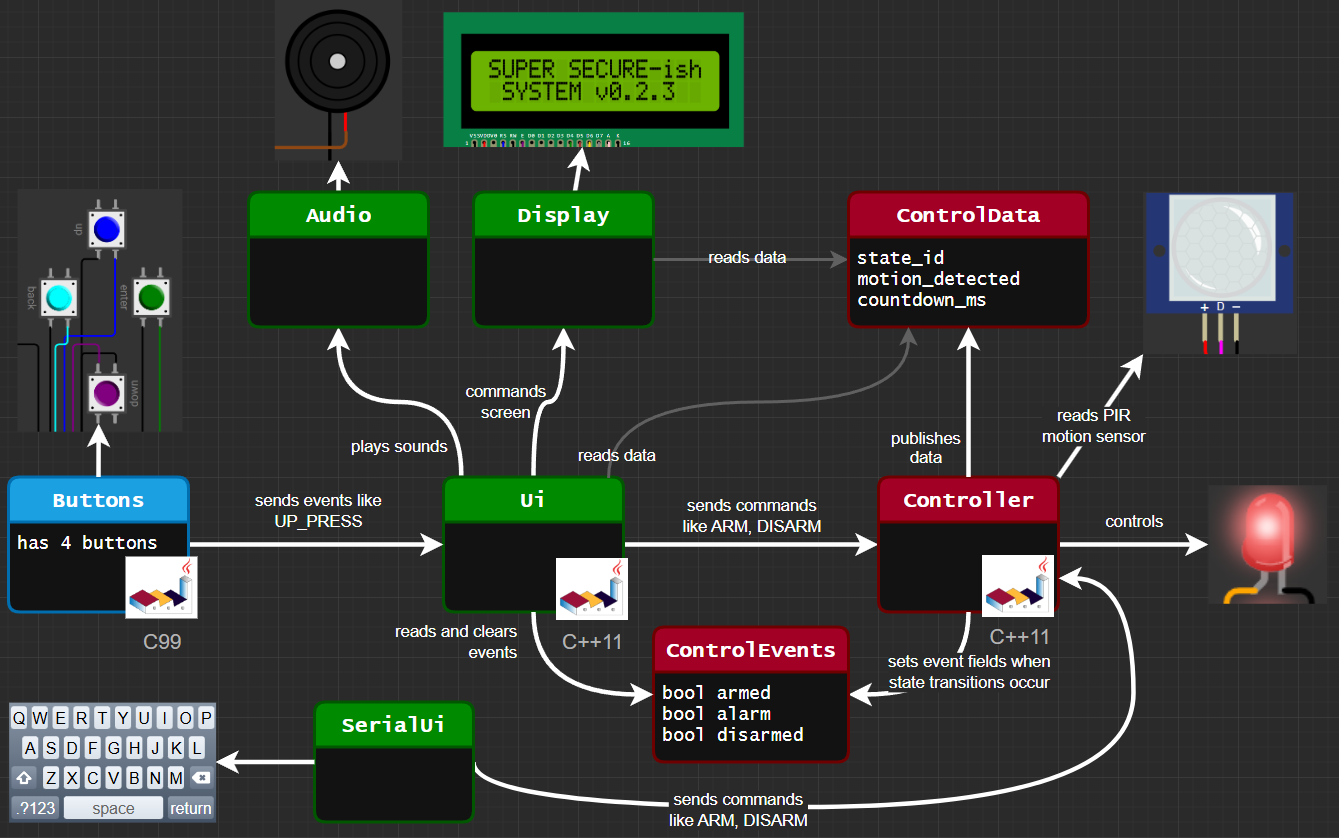 SUPER SECURE-ish
SYSTEM v0.2.3
VSS VDD V0 RS RW E D0 D1 D2 D3 D4 D5 D6 D7 A K
1
16
up
back
enter
down
Audio
Display
reads data
ControlData
state_id
motion_detected
countdown_ms
+ D −
commands
screen
plays sounds
reads data
publishes
data
reads PIR
motion sensor
Buttons
has 4 buttons
C99
sends events like
UP_PRESS
Ui
C++11
sends commands
like ARM, DISARM
Controller
C++11
controls
reads and clears
events
ControlEvents
bool armed
bool alarm
bool disarmed
sets event fields when
state transitions occur
SerialUi
Q W E R T Y U I O P
A S D F G H J K L
Z X C V B N M
.?123 space return
sends commands
like ARM, DISARM